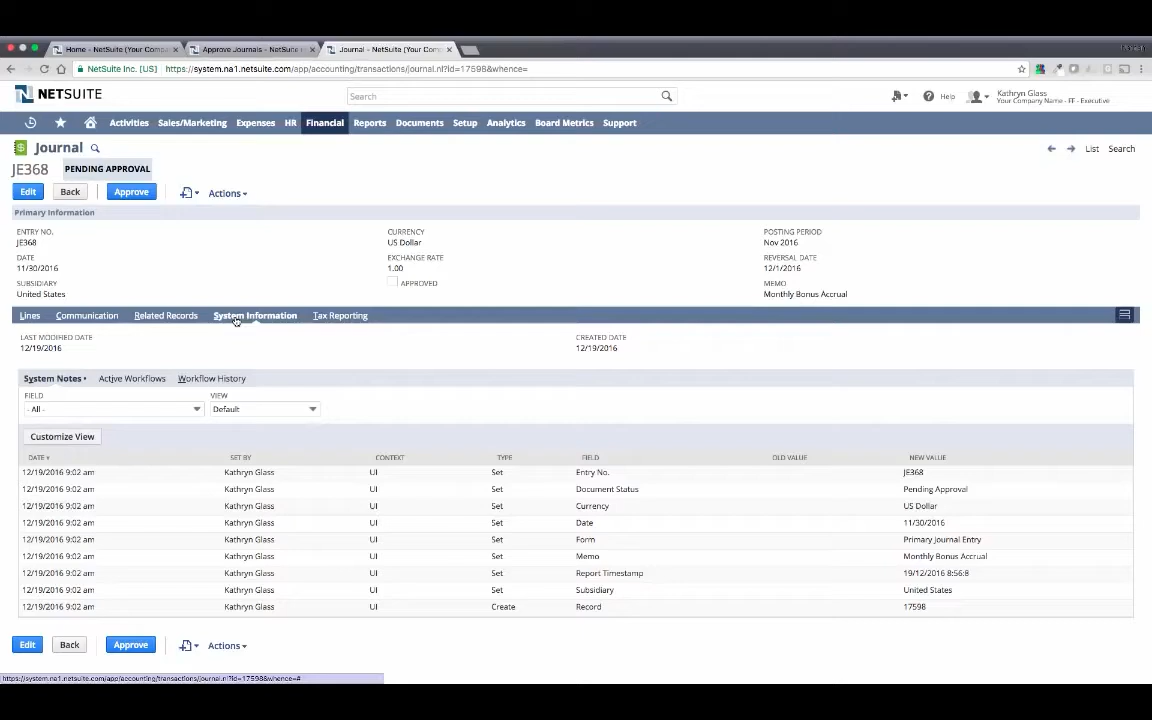 Home - NetSuite (Your Comp
Approve Journals - NetSuite (
Journal - NetSuite (Your Com
NetSuite Inc. [US]
https://system.na1.netsuite.com/app/accounting/transactions/journal.nl?id=17598&whence=
NETSUITE
Search
Help
Kathryn Glass
Your Company Name - FF - Executive
Activities Sales/Marketing Expenses HR Financial Reports Documents Setup Analytics Board Metrics Support
Journal
List Search
JE368 PENDING APPROVAL
Edit Back Approve Actions
Primary Information
ENTRY NO.
JE368
DATE
11/30/2016
SUBSIDIARY
United States
CURRENCY
US Dollar
EXCHANGE RATE
1.00
APPROVED
POSTING PERIOD
Nov 2016
REVERSAL DATE
12/1/2016
MEMO
Monthly Bonus Accrual
Lines Communication Related Records System Information Tax Reporting
LAST MODIFIED DATE
12/19/2016
CREATED DATE
12/19/2016
System Notes • Active Workflows Workflow History
FIELD
- All -
VIEW
Default
Customize View
DATE SET BY CONTEXT TYPE FIELD OLD VALUE NEW VALUE
12/19/2016 9:02 am Kathryn Glass UI Set Entry No. JE368
12/19/2016 9:02 am Kathryn Glass UI Set Document Status Pending Approval
12/19/2016 9:02 am Kathryn Glass UI Set Currency US Dollar
12/19/2016 9:02 am Kathryn Glass UI Set Date 11/30/2016
12/19/2016 9:02 am Kathryn Glass UI Set Form Primary Journal Entry
12/19/2016 9:02 am Kathryn Glass UI Set Memo Monthly Bonus Accrual
12/19/2016 9:02 am Kathryn Glass UI Set Report Timestamp 19/12/2016 8:56:8
12/19/2016 9:02 am Kathryn Glass UI Set Subsidiary United States
12/19/2016 9:02 am Kathryn Glass UI Create Record 17598
Edit Back Approve Actions
https://system.na1.netsuite.com/app/accounting/transactions/journal.nl?id=17598&whence=#